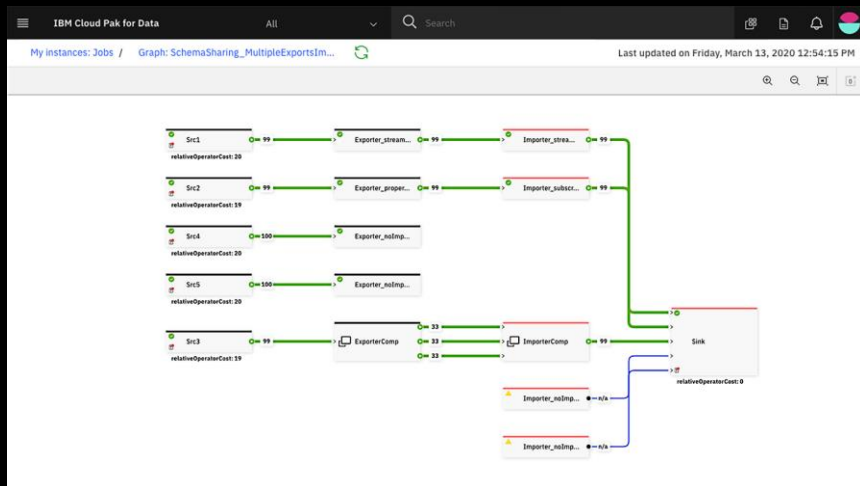 IBM Cloud Pak for Data
All
Search
My instances: Jobs / Graph: SchemaSharing_MultipleExportsIm...
Last updated on Friday, March 13, 2020 12:54:15 PM
Src1 99 Exporter_stream... 99 Importer_strea... 99
relativeOperatorCost: 20
Src2 99 Exporter_proper... 99 Importer_subscr... 99
relativeOperatorCost: 19
Src4 100 Exporter_noImp...
relativeOperatorCost: 20
Src5 100 Exporter_noImp...
relativeOperatorCost: 20
33
Src3 99 ExporterComp 33 ImporterComp 99 Sink
33
relativeOperatorCost: 19
relativeOperatorCost: 0
Importer_noImp... n/a
Importer_noImp... n/a